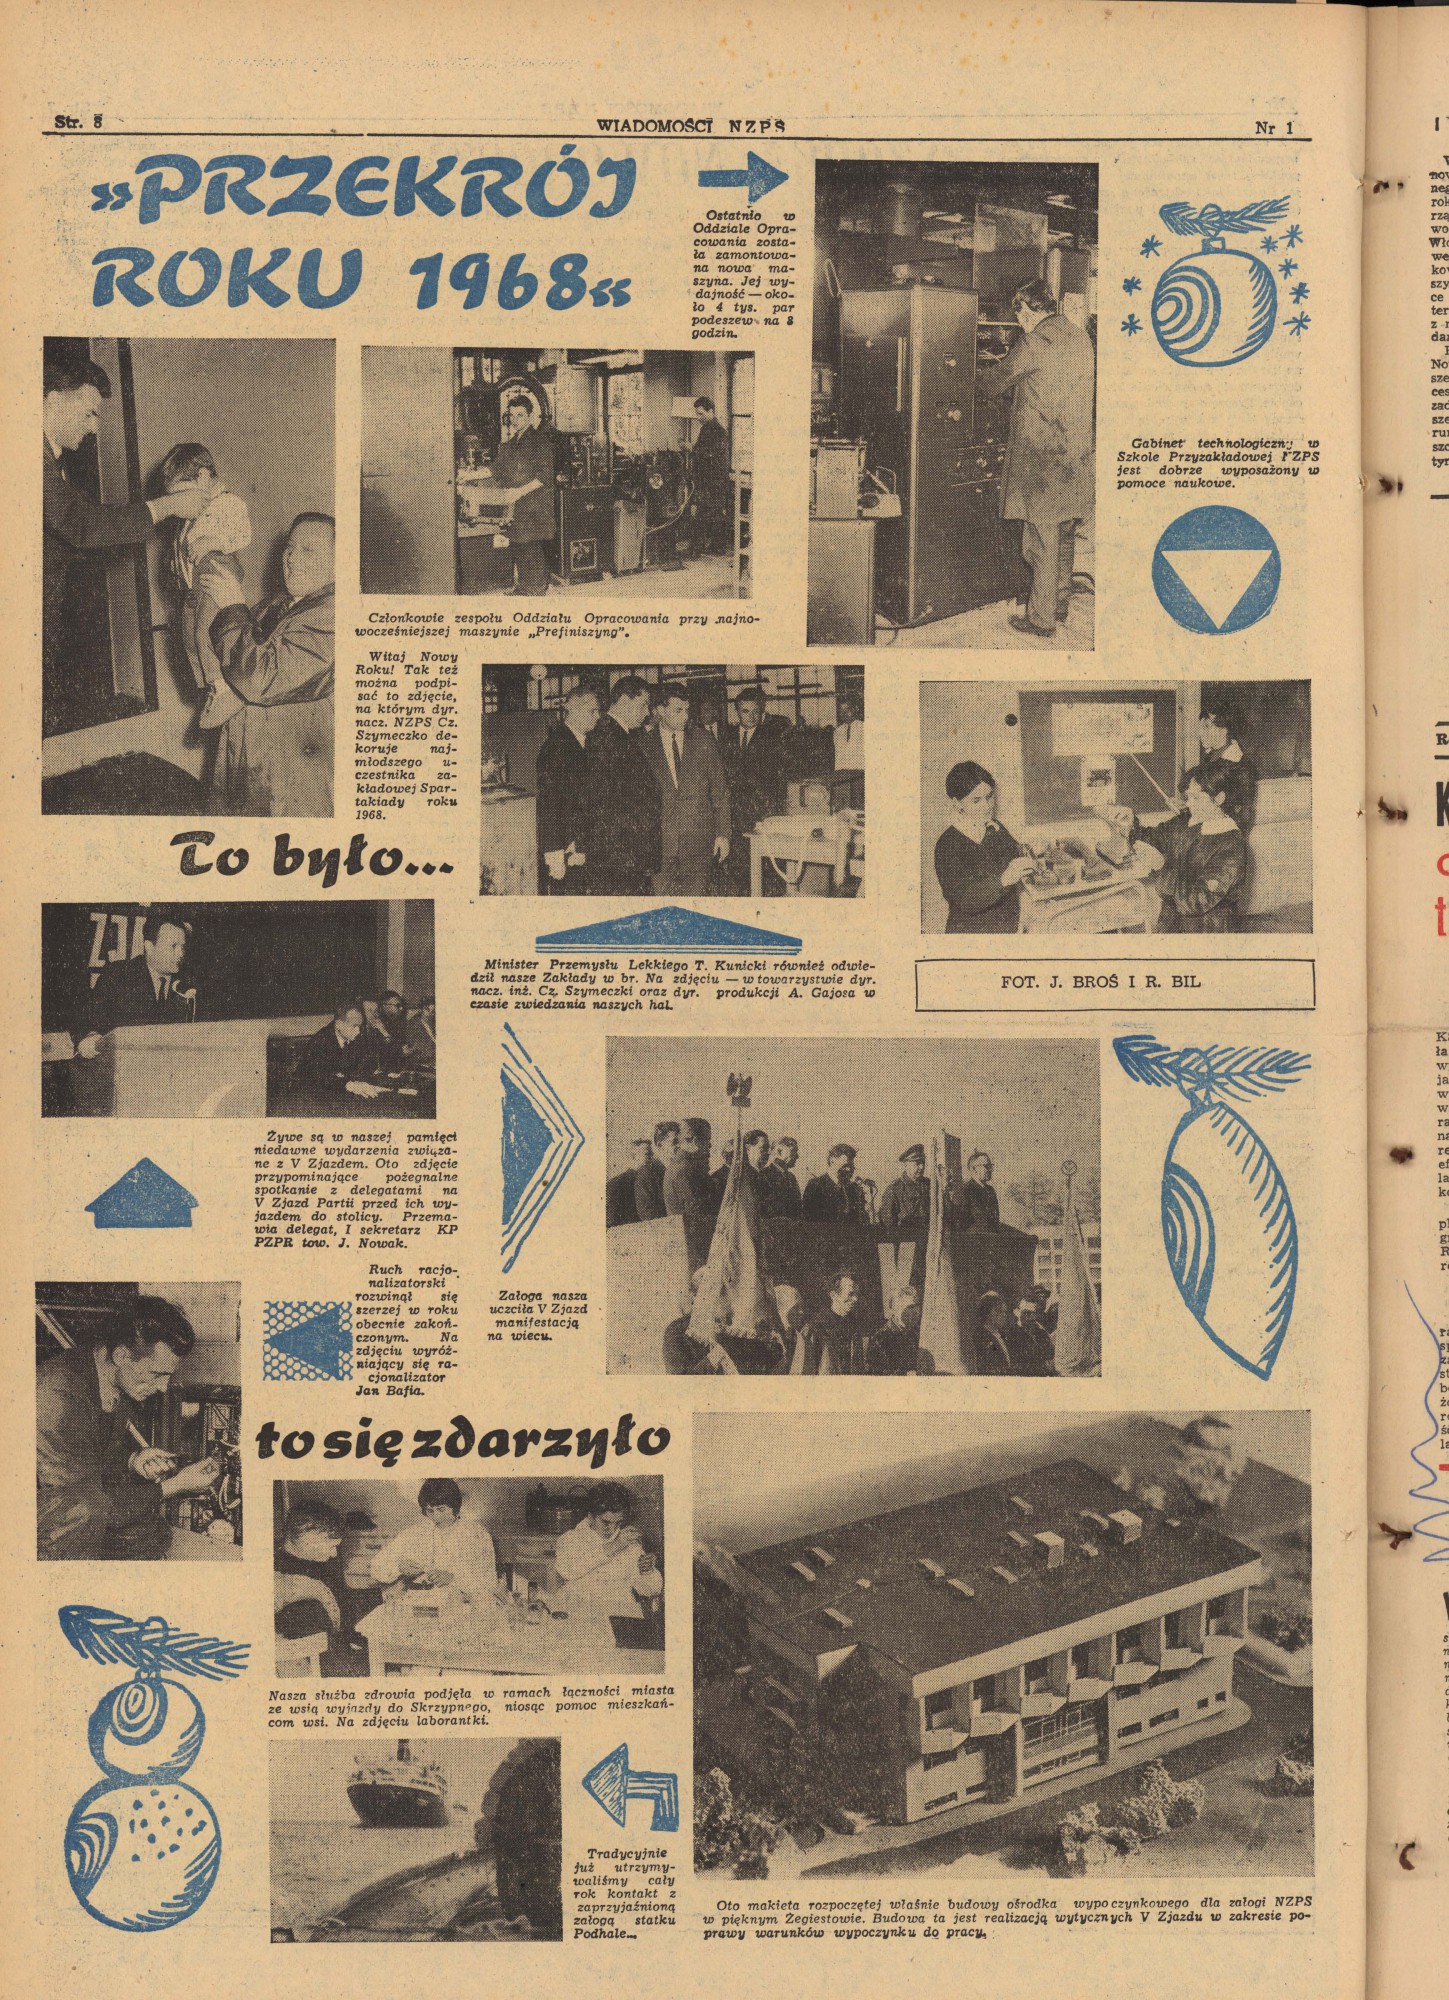 Str. 8
WIADOMOŚCI NZPS
Nr 1
»PRZEKRÓJ
ROKU 1968«
Ostatnio w
Oddziale Opra-
cowania zosta-
ła zamontowa-
na nowa ma-
szyna. Jej wy-
dajność — oko-
ło 4 tys. par
podeszew na 8
godzin.
Gabinet technologiczny w
Szkole Przyzakładowej NZPS
jest dobrze wyposażony w
pomoce naukowe.
Członkowie zespołu Oddziału Opracowania przy najno-
wocześniejszej maszynie „Prefiniszyng".
Witaj Nowy
Roku! Tak też
można podpi-
sać to zdjęcie,
na którym dyr.
nacz. NZPS Cz.
Szymeczko de-
koruje naj-
młodszego u-
czestnika za-
kładowej Spar-
takiady roku
1968.
To było...
Minister Przemysłu Lekkiego T. Kunicki również odwie-
dził nasze Zakłady w br. Na zdjęciu — w towarzystwie dyr.
nacz. inż. Cz. Szymeczki oraz dyr. produkcji A. Gajosa w
czasie zwiedzania naszych hal.
FOT. J. BROŚ I R. BIL
Żywe są w naszej pamięci
niedawne wydarzenia związa-
ne z V Zjazdem. Oto zdjęcie
przypominające pożegnalne
spotkanie z delegatami na
V Zjazd Partii przed ich wy-
jazdem do stolicy. Przema-
wia delegat, I sekretarz KP
PZPR tow. J. Nowak.
Ruch racjo-
nalizatorski
rozwinął się
szerzej w roku
obecnie zakoń-
czonym. Na
zdjęciu wyróż-
niający się ra-
cjonalizator
Jan Bafia.
Załoga nasza
uczciła V Zjazd
manifestacją
na wiecu.
to się zdarzyło
Nasza służba zdrowia podjęła w ramach łączności miasta
ze wsią wyjazdy do Skrzypnego, niosąc pomoc mieszkań-
com wsi. Na zdjęciu laborantki.
Tradycyjnie
już utrzymy-
waliśmy cały
rok kontakt z
zaprzyjaźnioną
załogą statku
Podhale...
Oto makieta rozpoczętej właśnie budowy ośrodka wypoczynkowego dla załogi NZPS
w pięknym Żegiestowie. Budowa ta jest realizacją wytycznych V Zjazdu w zakresie po-
prawy warunków wypoczynku do pracy.